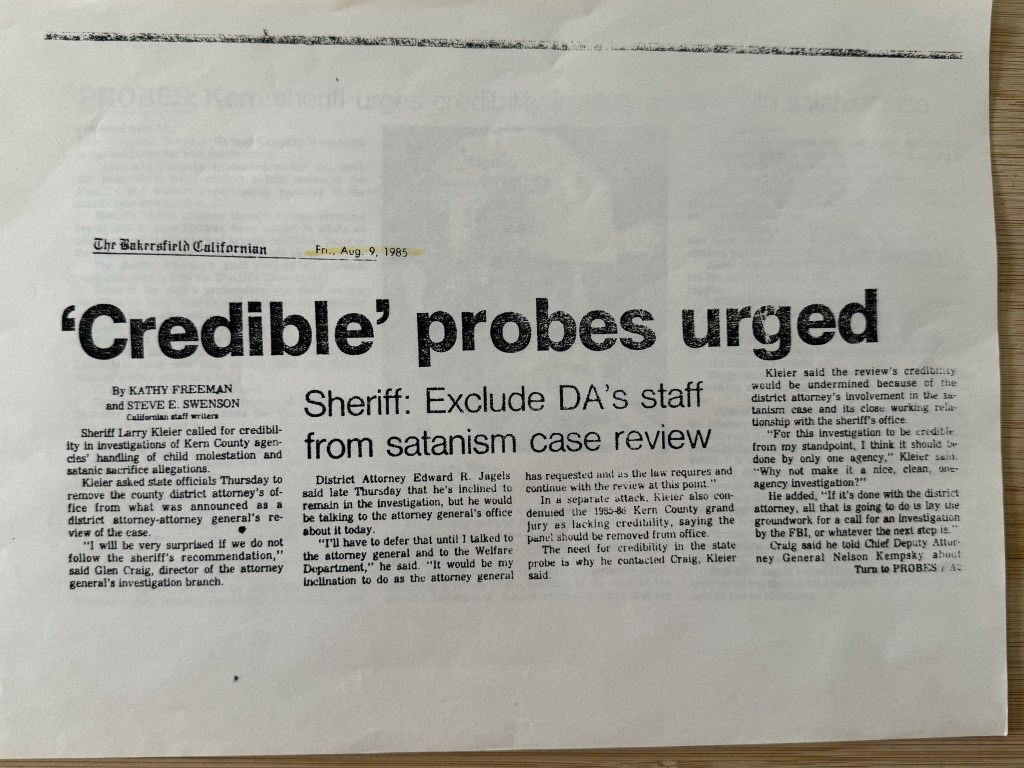 PROBES: Kern sheriff urges credibility
The Bakersfield Californian
Fri., Aug. 9, 1985
‘Credible’ probes urged
By KATHY FREEMAN
and STEVE E. SWENSON
Californian staff writers
Sheriff Larry Kleier called for credibil-
ity in investigations of Kern County agen-
cies' handling of child molestation and
satanic sacrifice allegations.
Kleier asked state officials Thursday to
remove the county district attorney's of-
fice from what was announced as a
district attorney-attorney general's re-
view of the case.
"I will be very surprised if we do not
follow the sheriff's recommendation,"
said Glen Craig, director of the attorney
general's investigation branch.
Sheriff: Exclude DA's staff
from satanism case review
District Attorney Edward R. Jagels
said late Thursday that he's inclined to
remain in the investigation, but he would
be talking to the attorney general's office
about it today.
"I'll have to defer that until I talked to
the attorney general and to the Welfare
Department," he said. "It would be my
inclination to do as the attorney general
has requested and as the law requires and
continue with the review at this point."
In a separate attack, Kleier also con-
demned the 1985-86 Kern County grand
jury as lacking credibility, saying the
panel should be removed from office.
The need for credibility in the state
probe is why he contacted Craig, Kleier
said.
Kleier said the review's credibility
would be undermined because of the
district attorney's involvement in the sa-
tanism case and its close working rela-
tionship with the sheriff's office.
"For this investigation to be credible
from my standpoint, I think it should be
done by only one agency," Kleier said.
"Why not make it a nice, clean, one-
agency investigation?"
He added, "If it's done with the district
attorney, all that is going to do is lay the
groundwork for a call for an investigation
by the FBI, or whatever the next step is."
Craig said he told Chief Deputy Attor-
ney General Nelson Kempsky about
Turn to PROBES / A2